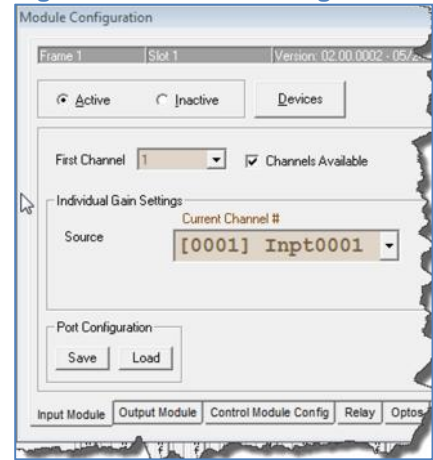 Module Configuration
Frame 1 Slot 1 Version: 02.00.0002 - 05/2
Active Inactive Devices
First Channel 1 Channels Available
Individual Gain Settings
Current Channel #
Source [0001] Inpt0001
Port Configuration
Save Load
Input Module Output Module Control Module Config Relay Optos